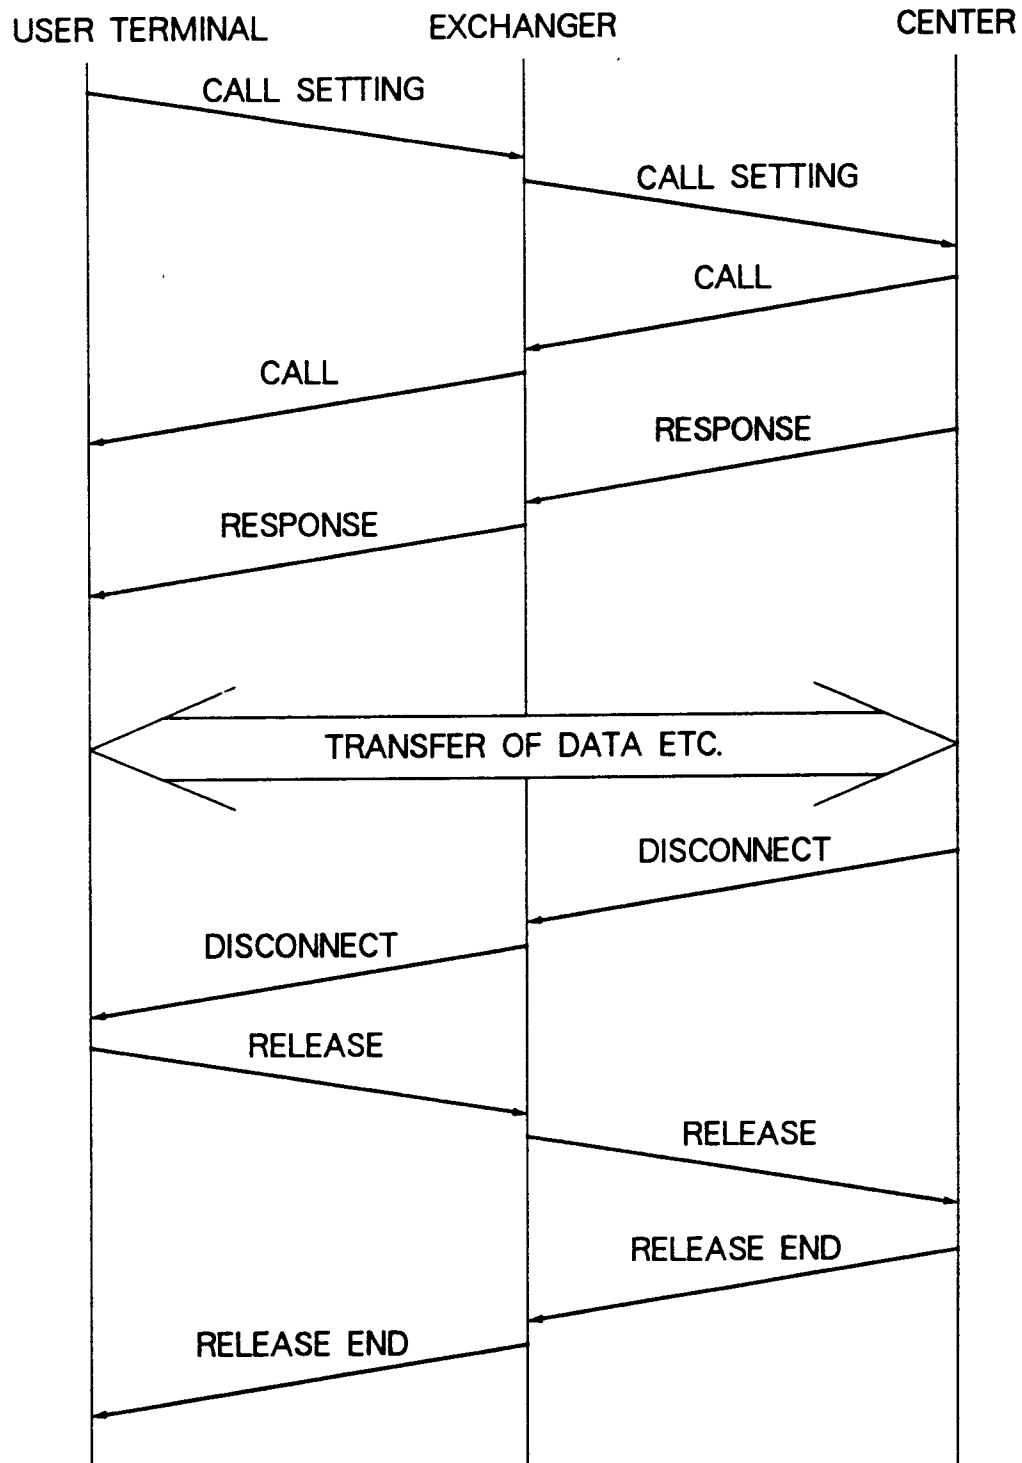 USER TERMINAL
EXCHANGER
CENTER
CALL SETTING
CALL SETTING
CALL
CALL
RESPONSE
RESPONSE
TRANSFER OF DATA ETC.
DISCONNECT
DISCONNECT
RELEASE
RELEASE
RELEASE END
RELEASE END